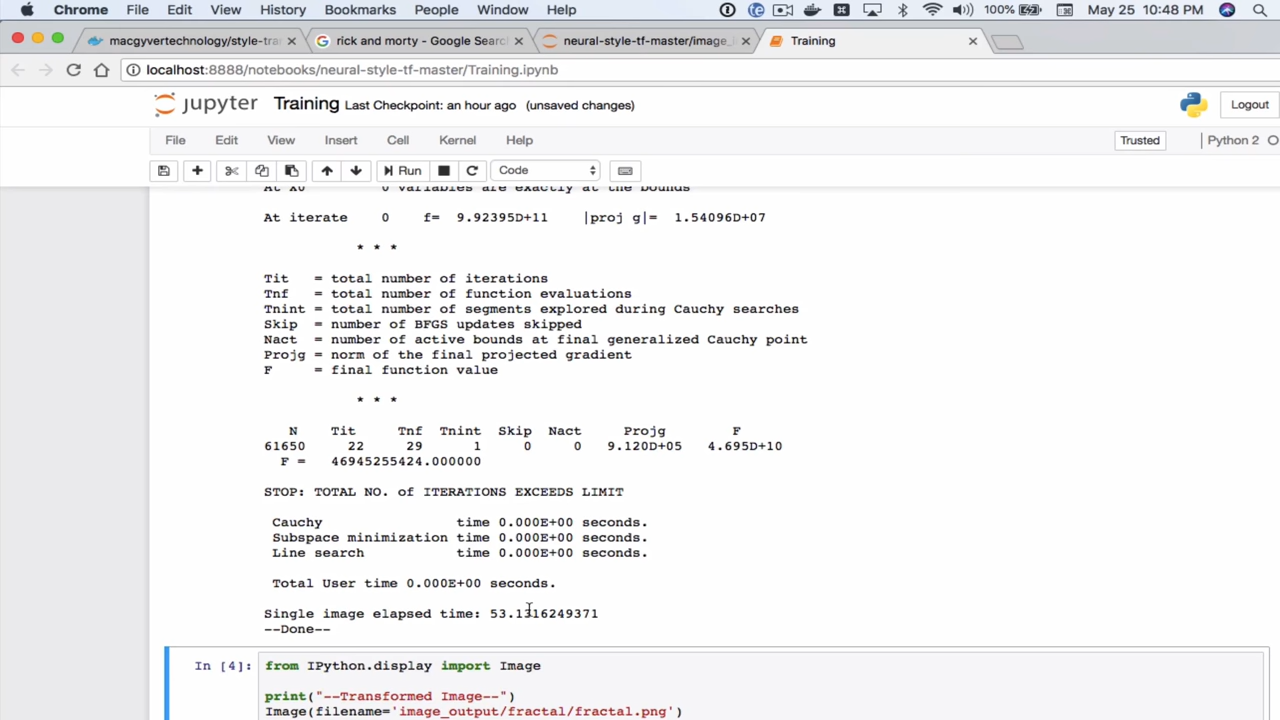 Chrome File Edit View History Bookmarks People Window Help 100% May 25 10:48 PM
macgyvertechnology/style-tra
rick and morty - Google Searc
neural-style-tf-master/image_
Training
localhost:8888/notebooks/neural-style-tf-master/Training.ipynb
jupyter Training Last Checkpoint: an hour ago (unsaved changes) Logout
File Edit View Insert Cell Kernel Help Trusted Python 2
Run Code
At X0 0 variables are exactly at the bounds
At iterate 0 f= 9.92395D+11 |proj g|= 1.54096D+07
* * *
Tit = total number of iterations
Tnf = total number of function evaluations
Tnint = total number of segments explored during Cauchy searches
Skip = number of BFGS updates skipped
Nact = number of active bounds at final generalized Cauchy point
Projg = norm of the final projected gradient
F = final function value
* * *
N Tit Tnf Tnint Skip Nact Projg F
61650 22 29 1 0 0 9.120D+05 4.695D+10
F = 46945255424.000000
STOP: TOTAL NO. of ITERATIONS EXCEEDS LIMIT
Cauchy time 0.000E+00 seconds.
Subspace minimization time 0.000E+00 seconds.
Line search time 0.000E+00 seconds.
Total User time 0.000E+00 seconds.
Single image elapsed time: 53.1316249371
--Done--
In [4]: from IPython.display import Image
print("--Transformed Image--")
Image(filename='image_output/fractal/fractal.png')